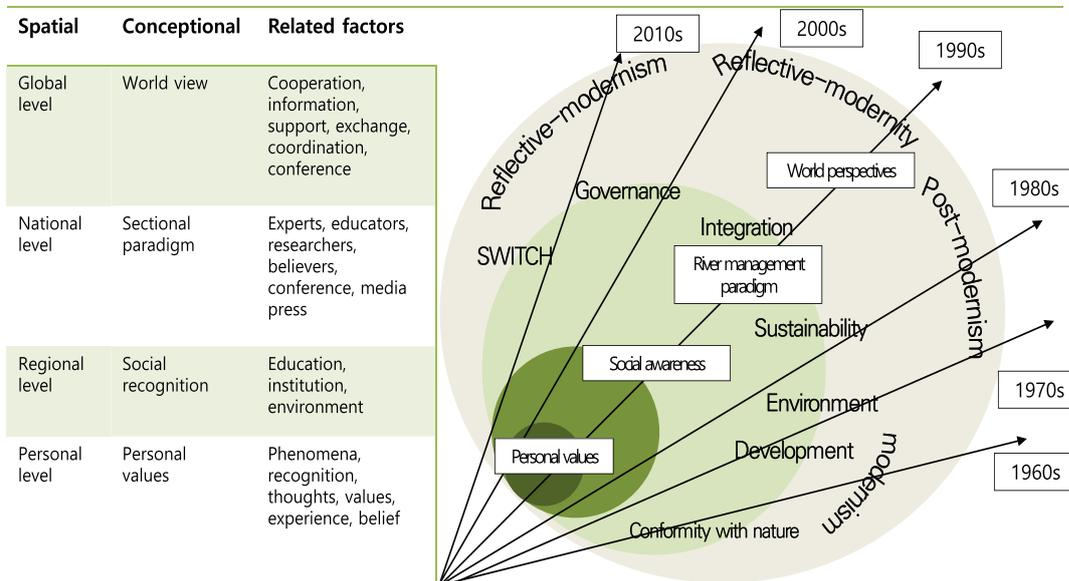 Spatial Conceptional Related factors
Global level
World view
Cooperation,
information,
support, exchange,
coordination,
conference
National level
Sectional paradigm
Experts, educators,
researchers,
believers,
conference, media
press
Regional level
Social recognition
Education,
institution,
environment
Personal level
Personal values
Phenomena,
recognition,
thoughts, values,
experience, belief
2010s
2000s
1990s
1980s
1970s
1960s
Reflective-modernism
Reflective-modernity
Post-modernism
modernism
World perspectives
Governance
Integration
SWITCH
River management
paradigm
Sustainability
Social awareness
Environment
Development
Personal values
Conformity with nature